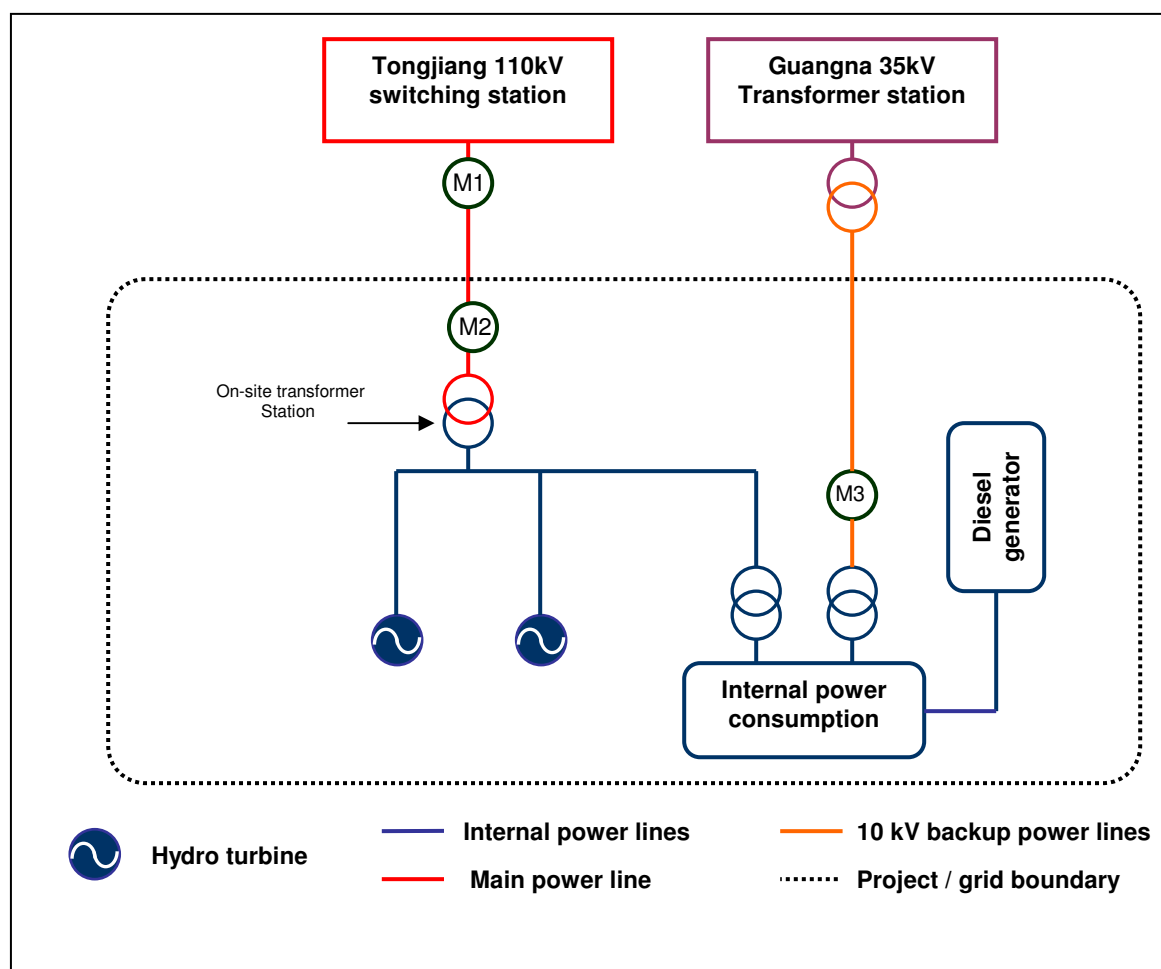 Tongjiang 110kV
switching station
Guangna 35kV
Transformer station
M1
M2
On-site transformer
Station
M3
Diesel
generator
Internal power
consumption
Hydro turbine
Internal power lines
Main power line
10 kV backup power lines
Project / grid boundary